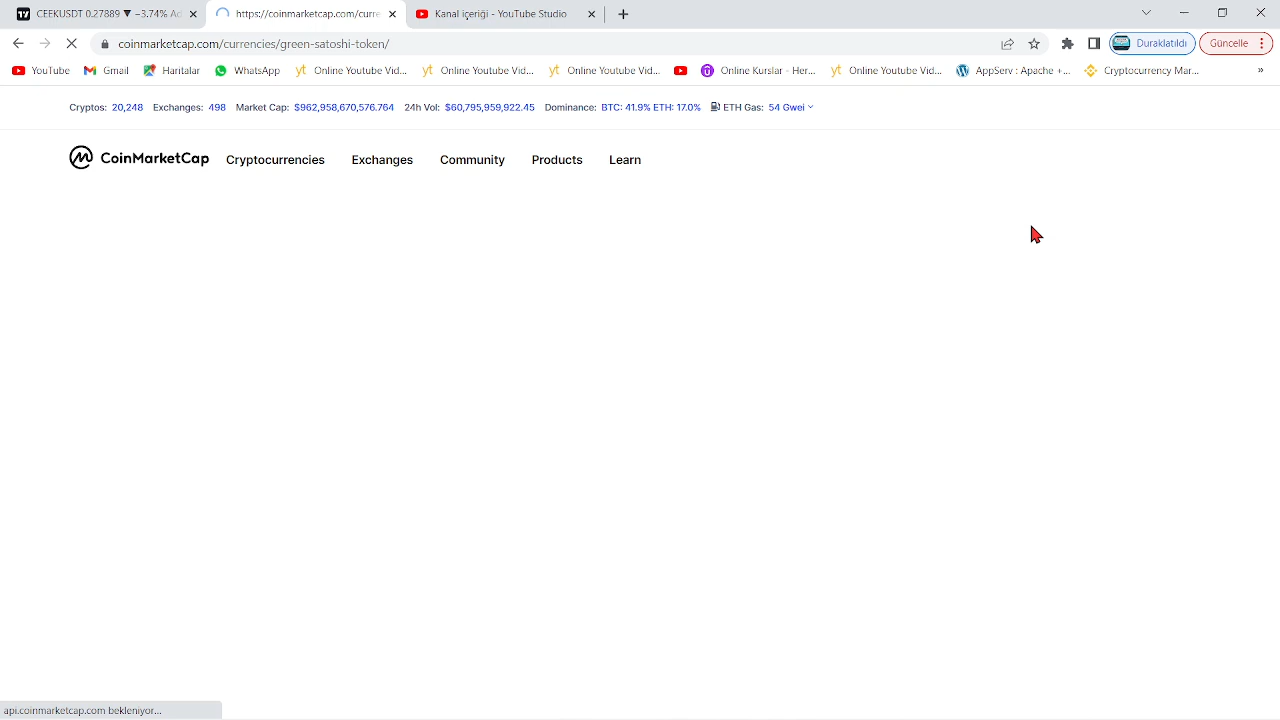 CEEKUSDT 0.27889 ▼ −3.74% Ad
https://coinmarketcap.com/curre
Kanal içeriği - YouTube Studio
coinmarketcap.com/currencies/green-satoshi-token/
Duraklatıldı
Güncelle
YouTube
Gmail
Haritalar
WhatsApp
Online Youtube Vid...
Online Youtube Vid...
Online Youtube Vid...
Online Kurslar - Her...
Online Youtube Vid...
AppServ : Apache +...
Cryptocurrency Mar...
»
Cryptos: 20,248 Exchanges: 498 Market Cap: $962,958,670,576.764 24h Vol: $60,795,959,922.45 Dominance: BTC: 41.9% ETH: 17.0% ETH Gas: 54 Gwei
CoinMarketCap Cryptocurrencies Exchanges Community Products Learn
api.coinmarketcap.com bekleniyor...